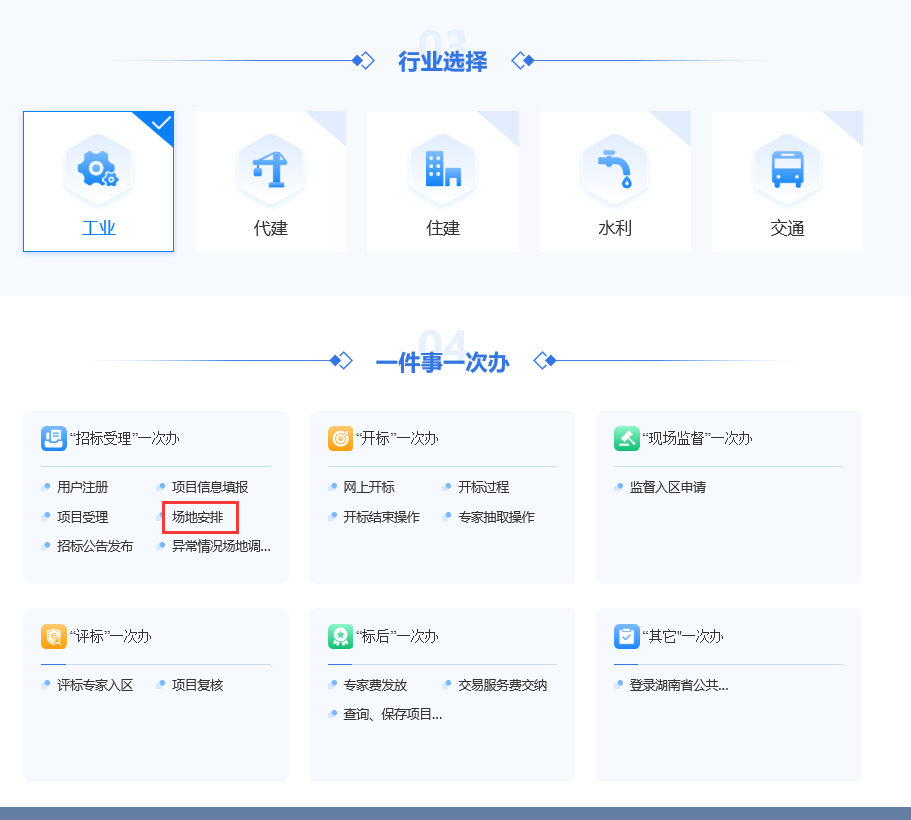 03
行业选择
工业
代建
住建
水利
交通
04
一件事一次办
“招标受理”一次办
用户注册
项目信息填报
项目受理
场地安排
招标公告发布
异常情况场地调...
“开标”一次办
网上开标
开标过程
开标结束操作
专家抽取操作
“现场监督”一次办
监督入区申请
“评标”一次办
评标专家入区
项目复核
“标后”一次办
专家费发放
交易服务费交纳
查询、保存项目...
“其它"一次办
登录湖南省公共...